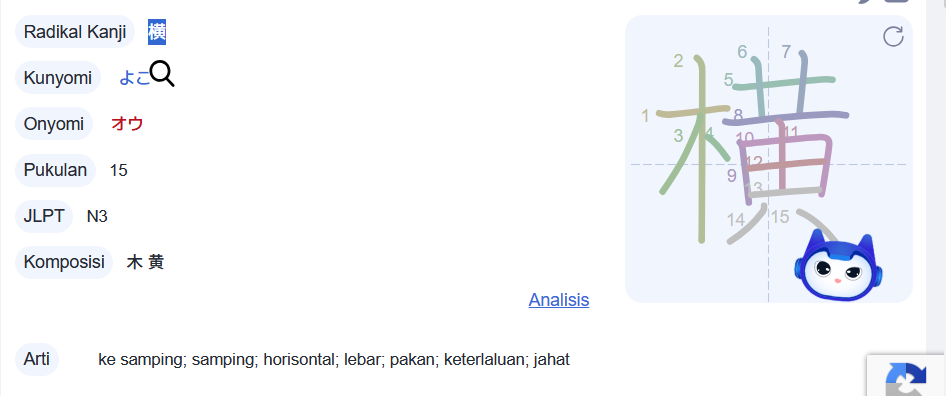 Radikal Kanji 横
Kunyomi よこ
Onyomi オウ
Pukulan 15
JLPT N3
Komposisi 木 黄
Analisis
Arti ke samping; samping; horisontal; lebar; pakan; keterlaluan; jahat
1
2
3
4
5
6
7
8
9
10
11
12
13
14
15